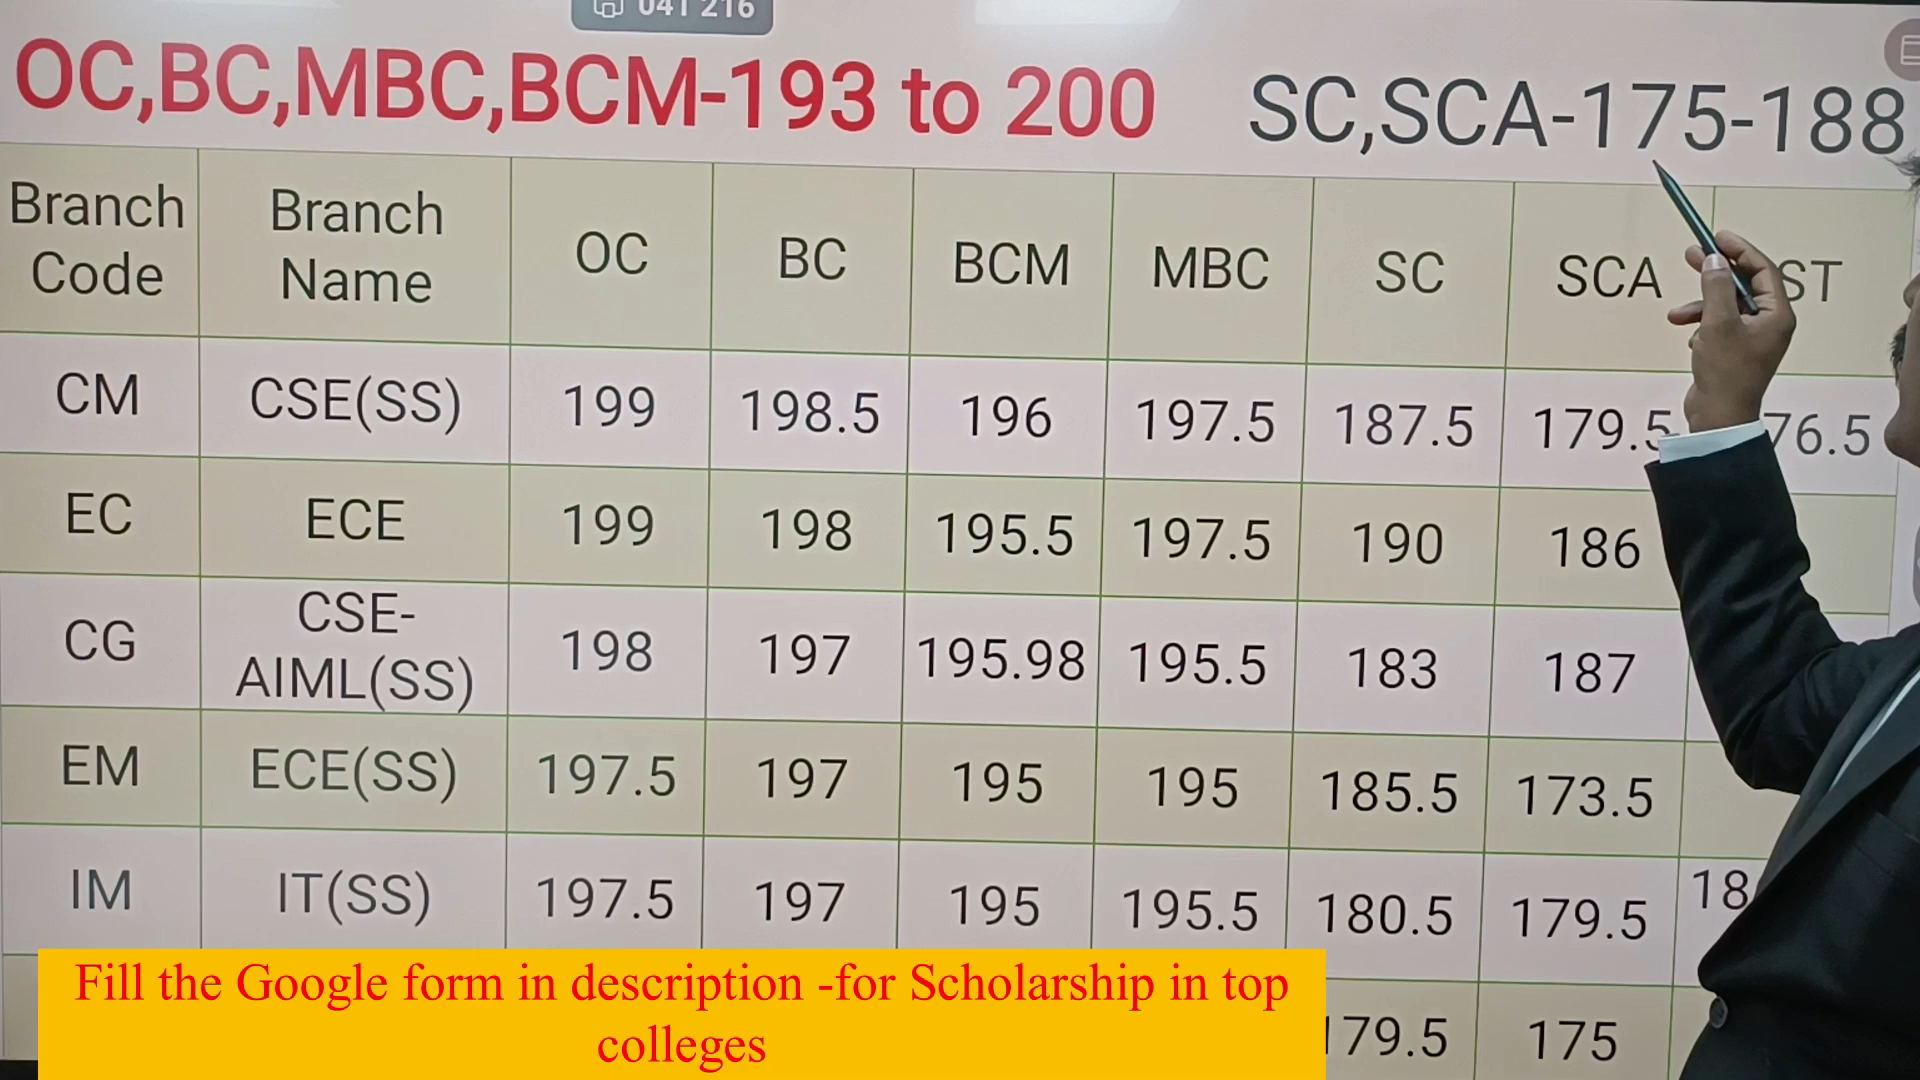 041 216
OC,BC,MBC,BCM-193 to 200 SC,SCA-175-188
Branch Code Branch Name OC BC BCM MBC SC SCA ST
CM CSE(SS) 199 198.5 196 197.5 187.5 179.5 76.5
EC ECE 199 198 195.5 197.5 190 186
CG CSE-AIML(SS) 198 197 195.98 195.5 183 187
EM ECE(SS) 197.5 197 195 195 185.5 173.5
IM IT(SS) 197.5 197 195 195.5 180.5 179.5 18
179.5 175
Fill the Google form in description -for Scholarship in top
colleges